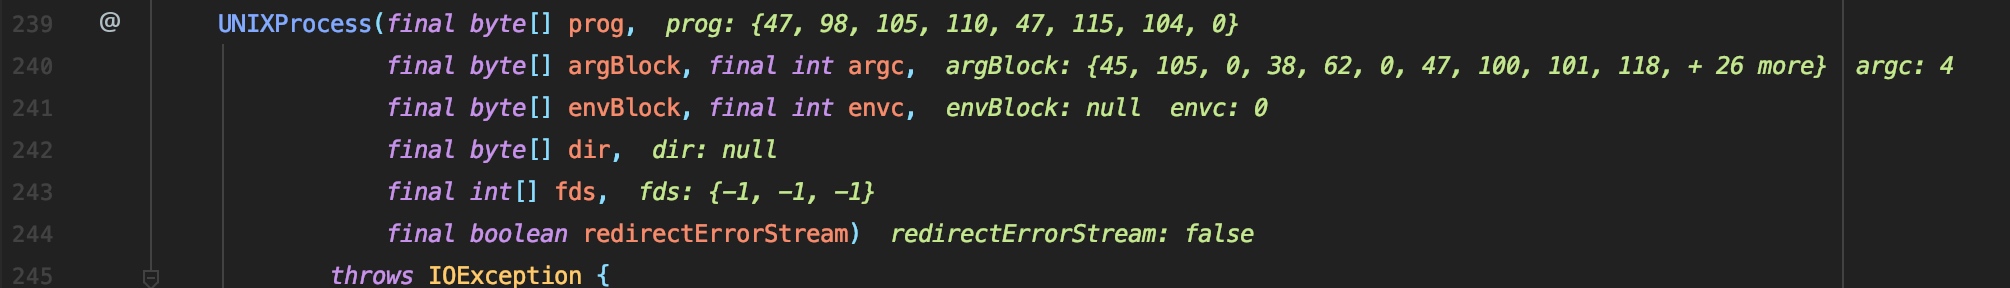 239 @ UNIXProcess(final byte[] prog, prog: {47, 98, 105, 110, 47, 115, 104, 0}
240 final byte[] argBlock, final int argc, argBlock: {45, 105, 0, 38, 62, 0, 47, 100, 101, 118, + 26 more} argc: 4
241 final byte[] envBlock, final int envc, envBlock: null envc: 0
242 final byte[] dir, dir: null
243 final int[] fds, fds: {-1, -1, -1}
244 final boolean redirectErrorStream) redirectErrorStream: false
245 throws IOException {